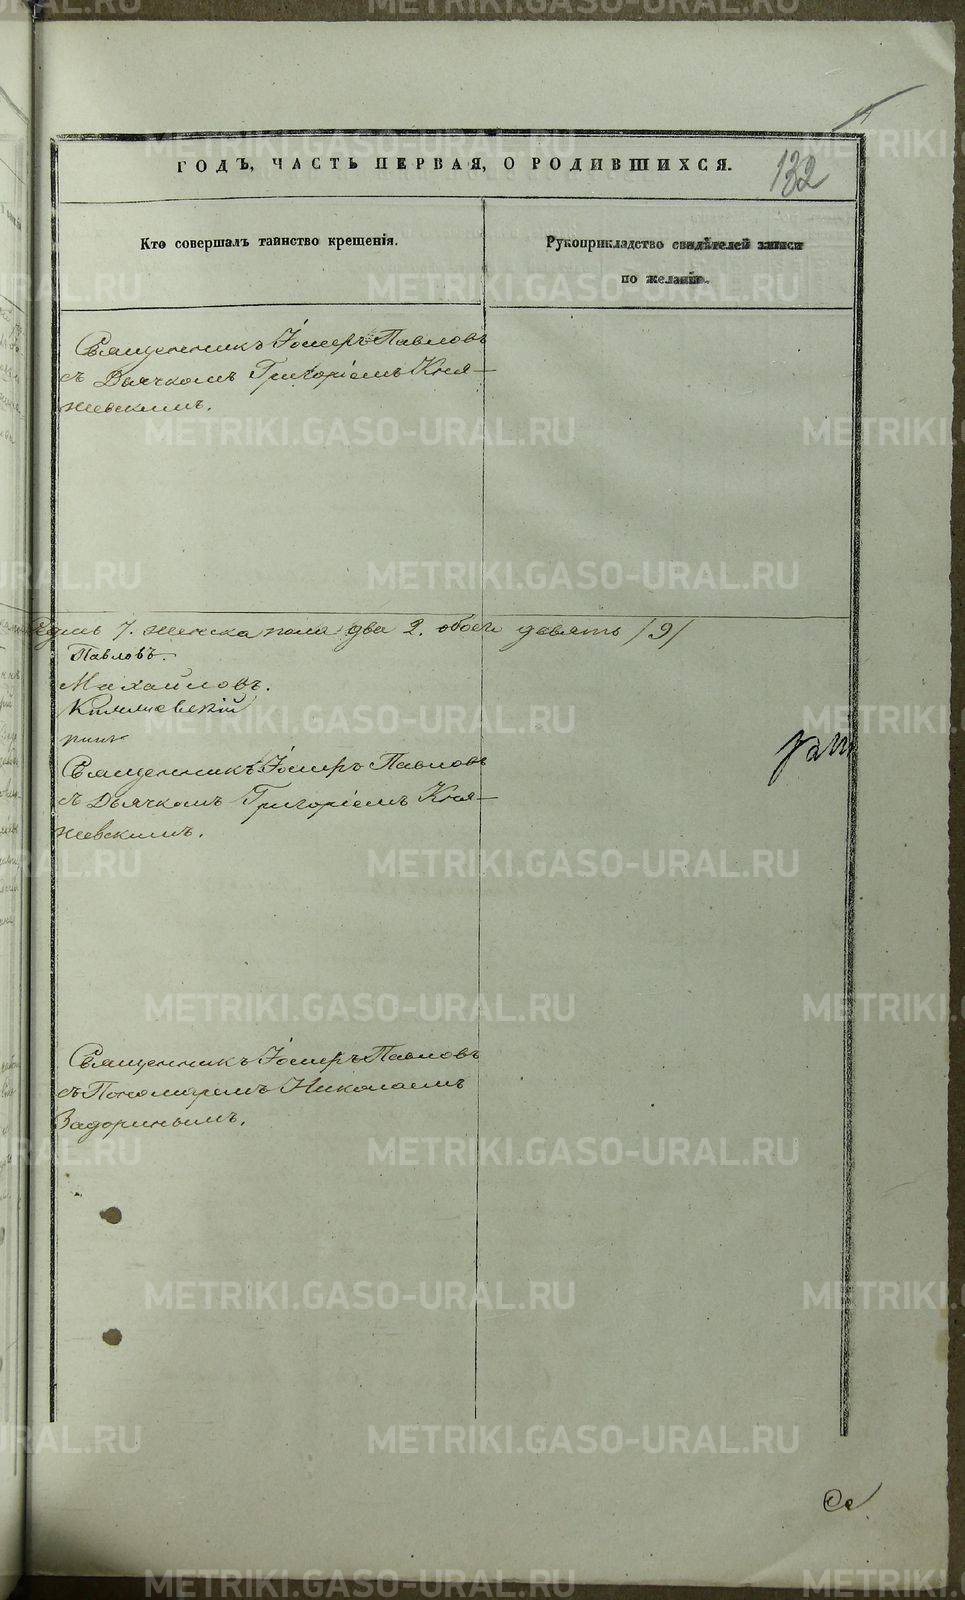 ГОДЪ, ЧАСТЬ ПЕРВАЯ, О РОДИВШИХСЯ.
132
Кто совершалъ таинство крещенія.
Рукоприкладство свидѣтелей записи
по желанію.
Священникъ Іосифъ Павловъ
съ Дьячкомъ Григоріемъ Кня-
жевскимъ.
7. женска пола два 2. обоего девять /9/
Павловъ.
Михайловъ.
Княжевскій
Священникъ Іосифъ Павловъ
съ Дьячкомъ Григоріемъ Кня-
жевскимъ.
Священникъ Іосифъ Павловъ
съ Пономаремъ Николаемъ
Задоринымъ.
METRIKI.GASO-URAL.RU